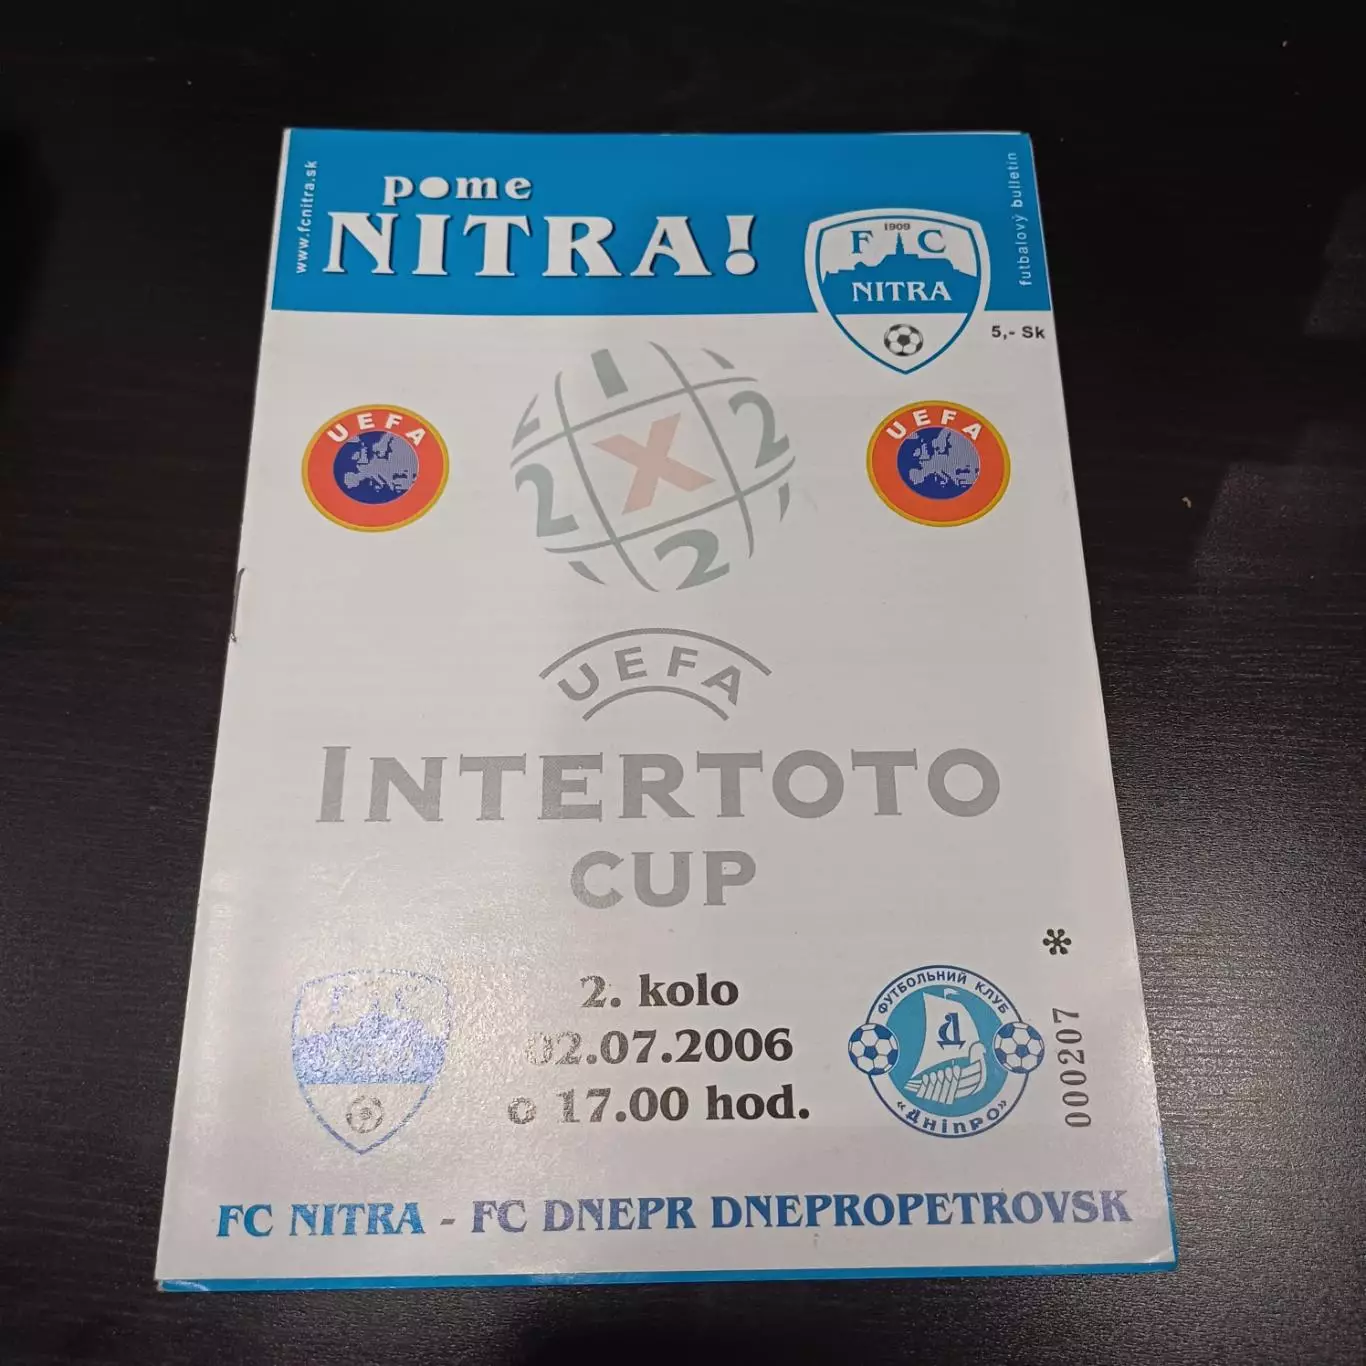 www.fcnitra.sk
pome
NITRA!
1909
F C
NITRA
futbalový bulletin
5,- Sk
UEFA
UEFA
1
2 X 2
2
UEFA
INTERTOTO
CUP
2. kolo
02.07.2006
o 17.00 hod.
ФУТБОЛЬНИЙ КЛУБ
Д
«ДНІПРО»
* 000207
FC NITRA - FC DNEPR DNEPROPETROVSK